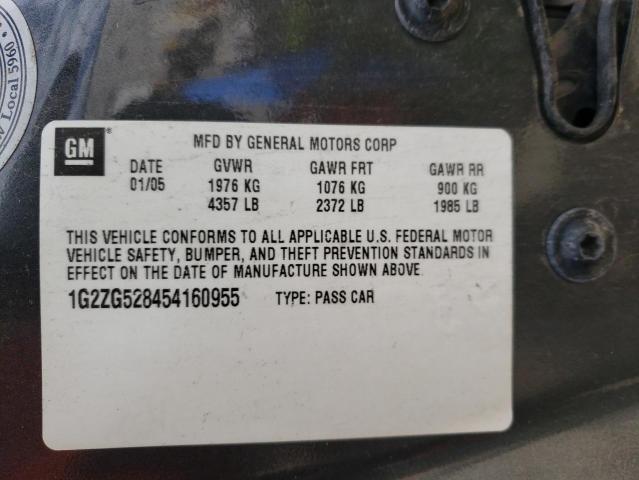 W Local 5960
GM
MFD BY GENERAL MOTORS CORP
DATE GVWR GAWR FRT GAWR RR
01/05 1976 KG 1076 KG 900 KG
4357 LB 2372 LB 1985 LB
THIS VEHICLE CONFORMS TO ALL APPLICABLE U.S. FEDERAL MOTOR
VEHICLE SAFETY, BUMPER, AND THEFT PREVENTION STANDARDS IN
EFFECT ON THE DATE OF MANUFACTURE SHOWN ABOVE.
1G2ZG528454160955 TYPE: PASS CAR